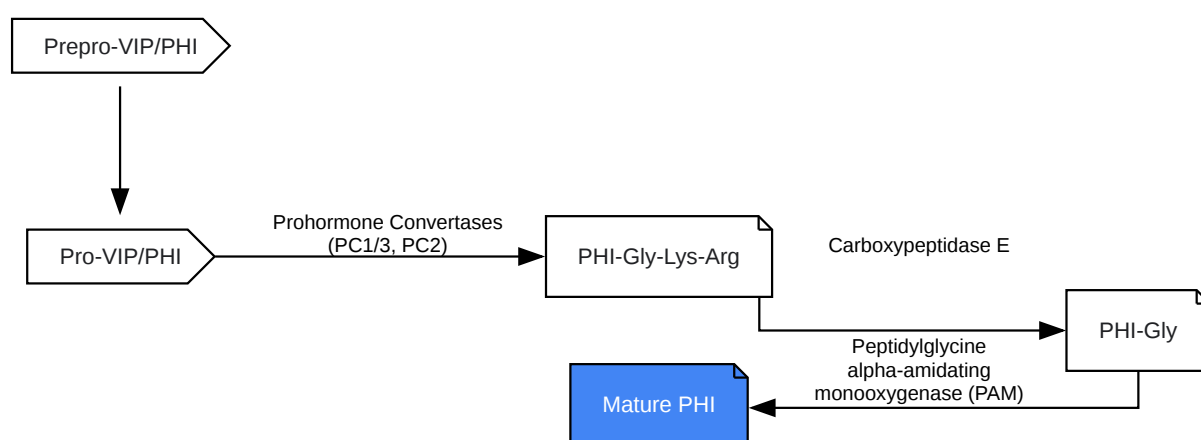 Prepro-VIP/PHI
Pro-VIP/PHI
Prohormone Convertases
(PC1/3, PC2)
PHI-Gly-Lys-Arg
Carboxypeptidase E
PHI-Gly
Peptidylglycine
alpha-amidating
monooxygenase (PAM)
Mature PHI